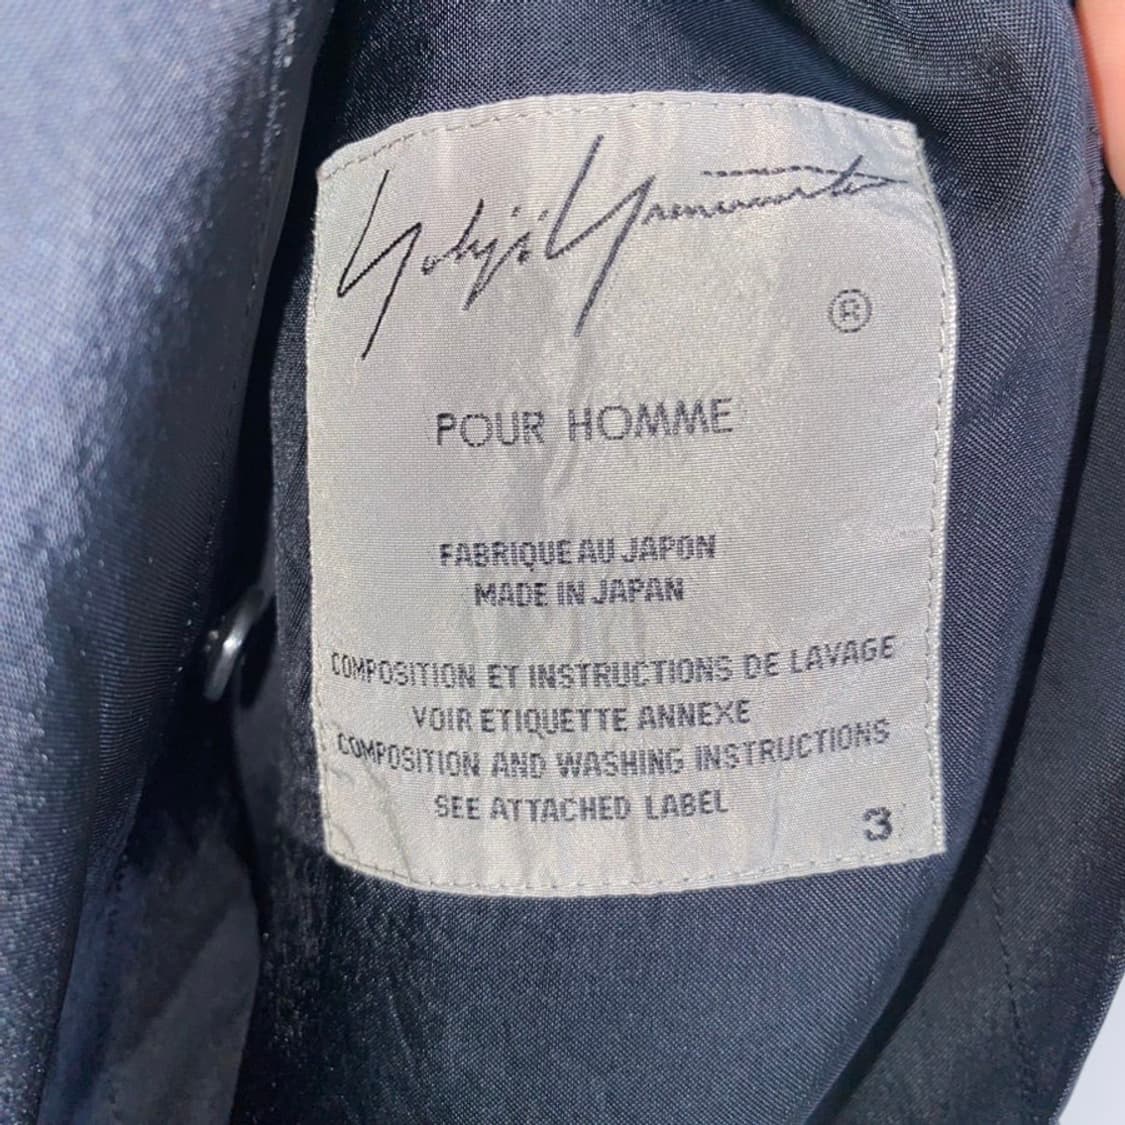 Yohji Yamamoto
®
POUR HOMME
FABRIQUE AU JAPON
MADE IN JAPAN
COMPOSITION ET INSTRUCTIONS DE LAVAGE
VOIR ETIQUETTE ANNEXE
COMPOSITION AND WASHING INSTRUCTIONS
SEE ATTACHED LABEL
3